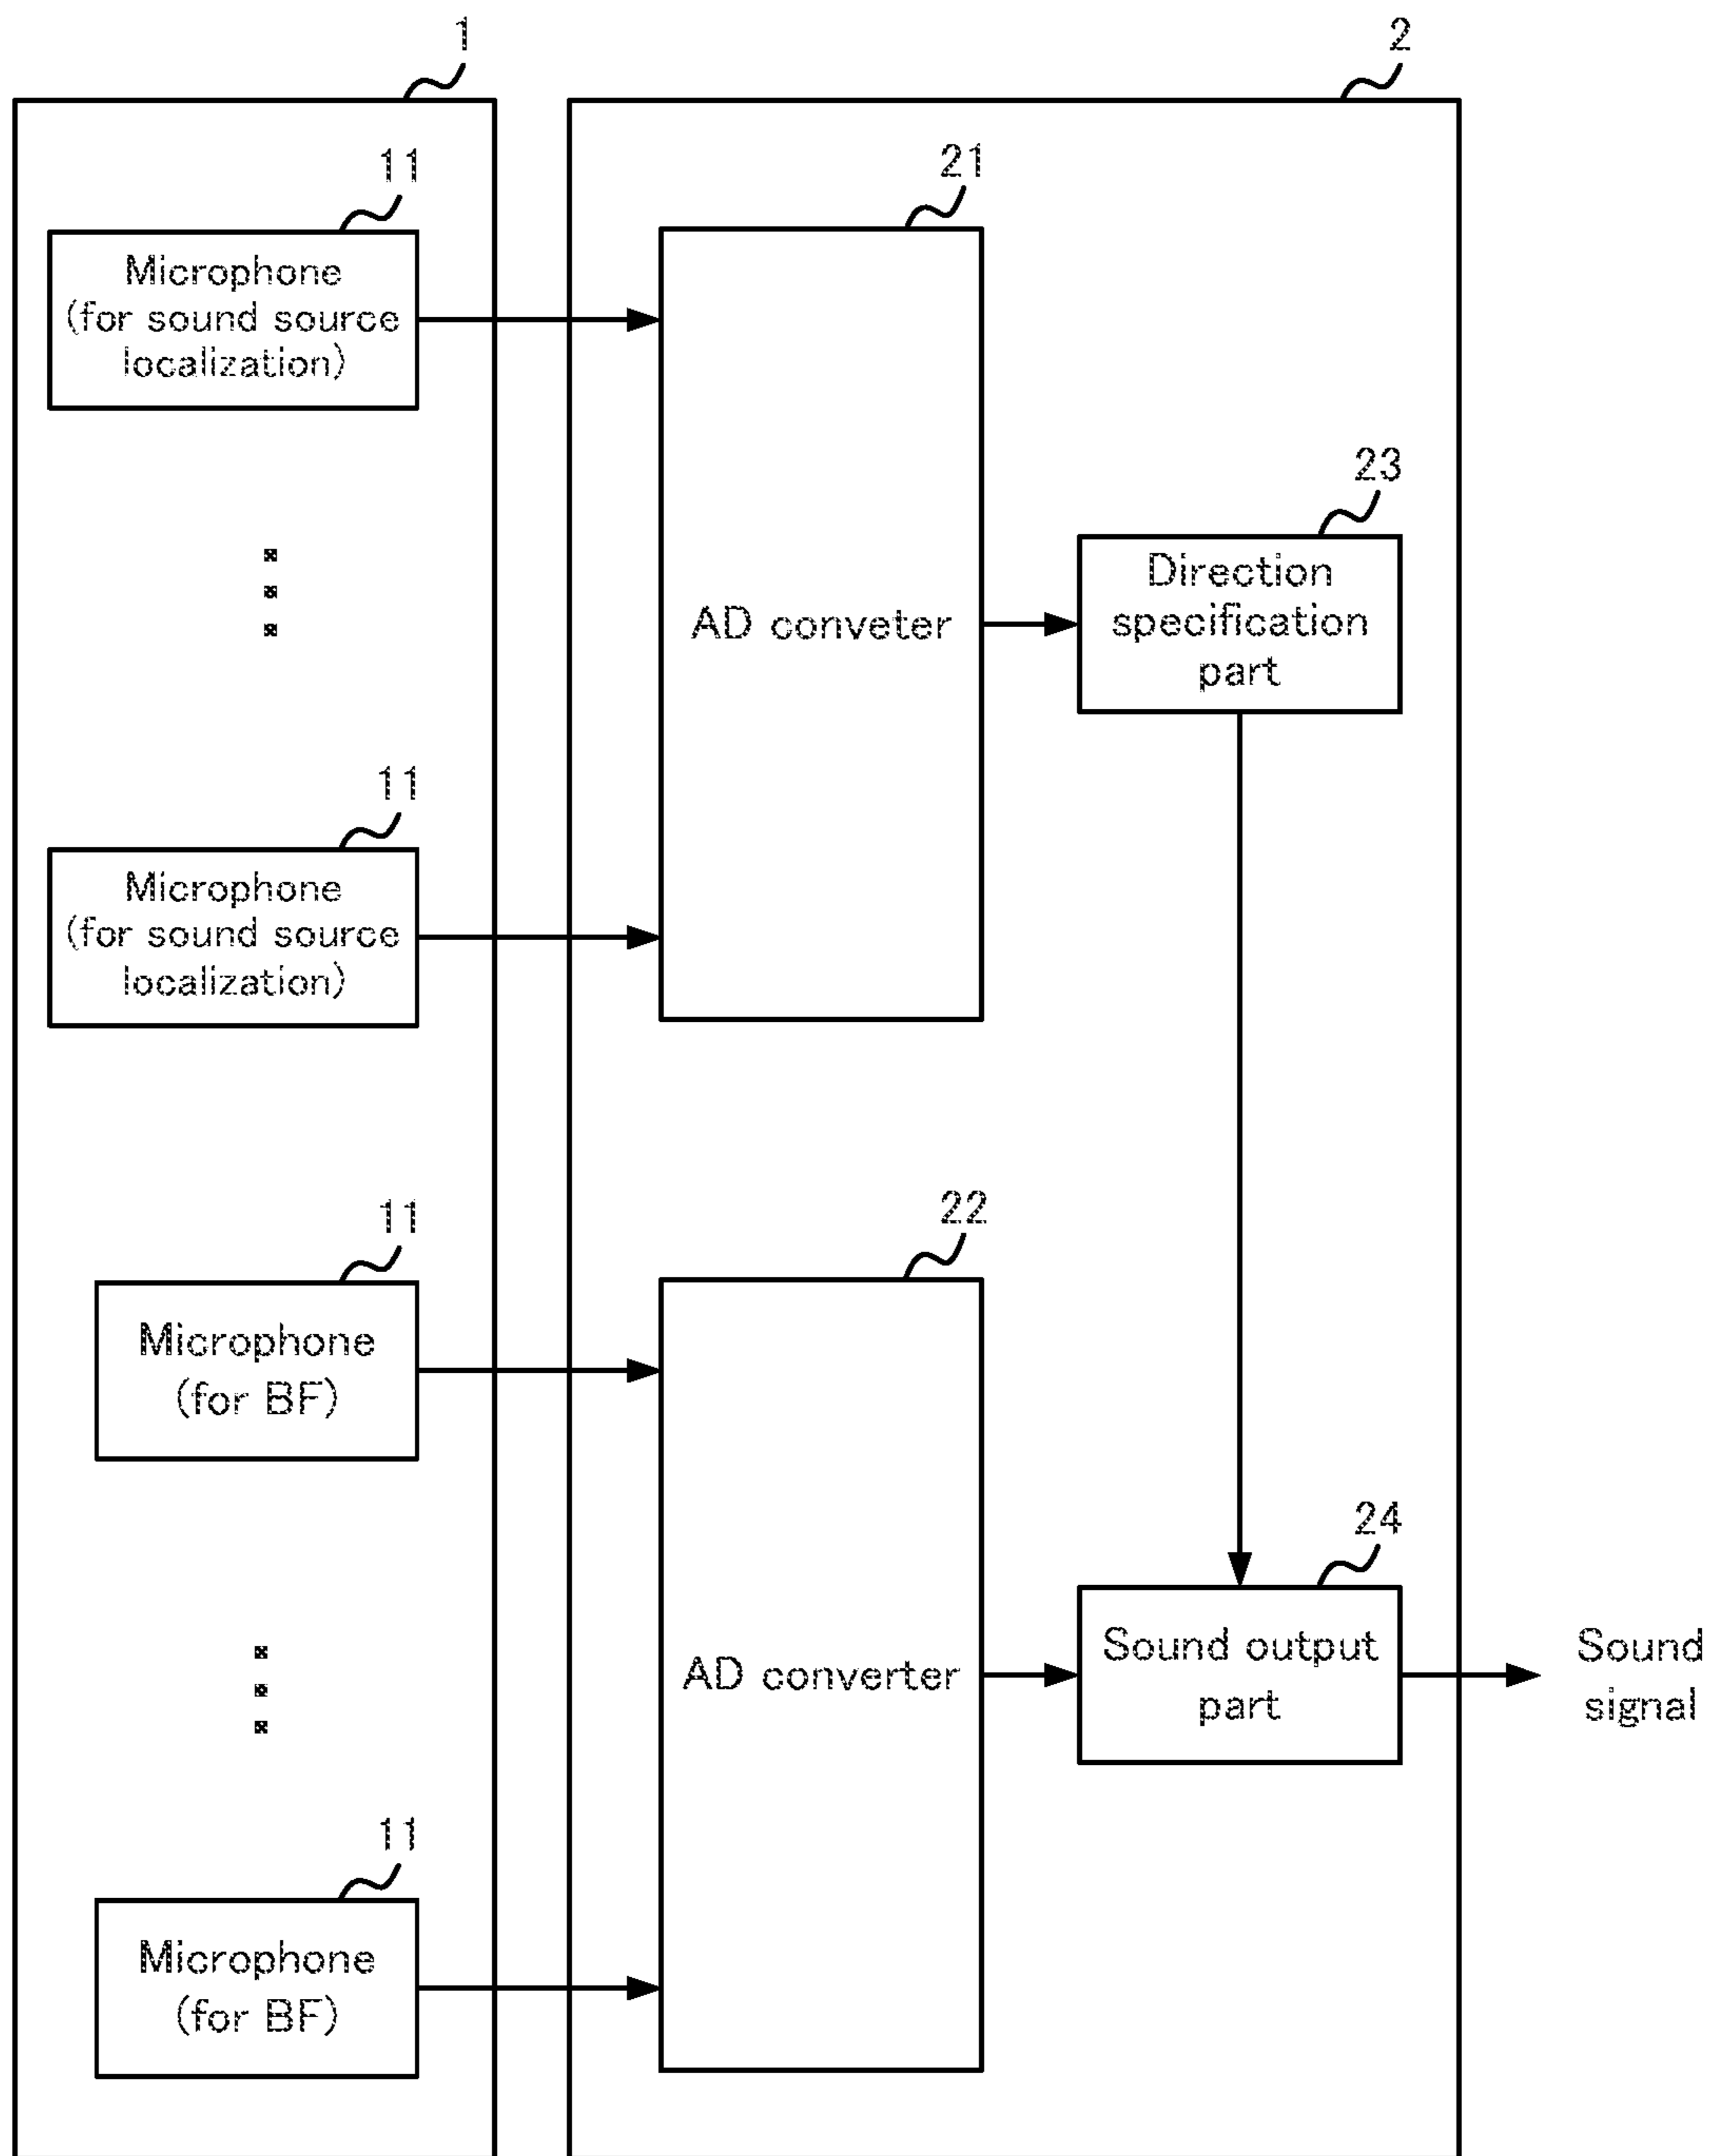 1
2
11
21
Microphone
(for sound source
localization)
23
AD conveter
Direction
specification
part
11
Microphone
(for sound source
localization)
11
22
Microphone
(for BF)
24
AD converter
Sound output
part
Sound
signal
11
Microphone
(for BF)